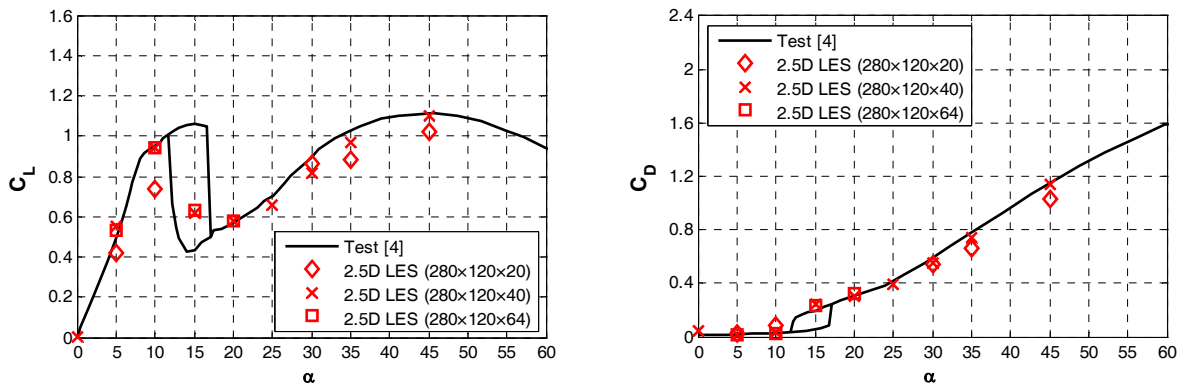 1.6
1.4
1.2
1
0.8
0.6
0.4
0.2
0
C_L
0 5 10 15 20 25 30 35 40 45 50 55 60
α
Test [4]
2.5D LES (280×120×20)
2.5D LES (280×120×40)
2.5D LES (280×120×64)
2.4
2
1.6
1.2
0.8
0.4
0
C_D
0 5 10 15 20 25 30 35 40 45 50 55 60
α
Test [4]
2.5D LES (280×120×20)
2.5D LES (280×120×40)
2.5D LES (280×120×64)